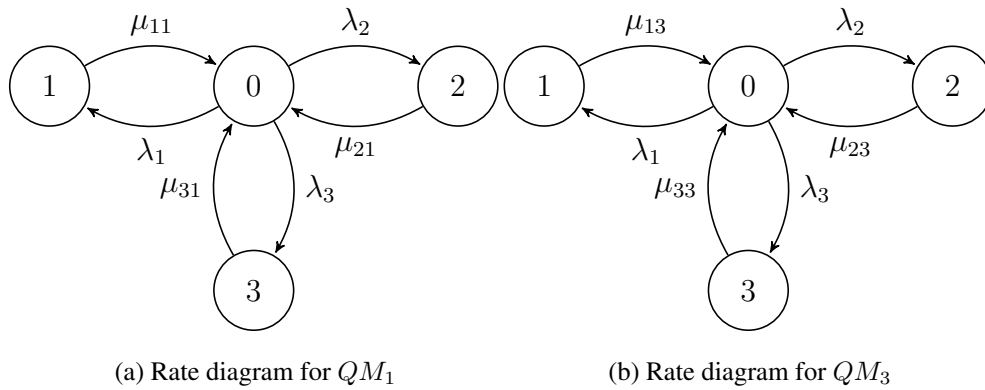 μ₁₁ λ₂ μ₁₃ λ₂
1 0 2 1 0 2
λ₁ μ₂₁ λ₁ μ₂₃
μ₃₁ λ₃ μ₃₃ λ₃
3 3
(a) Rate diagram for QM₁ (b) Rate diagram for QM₃